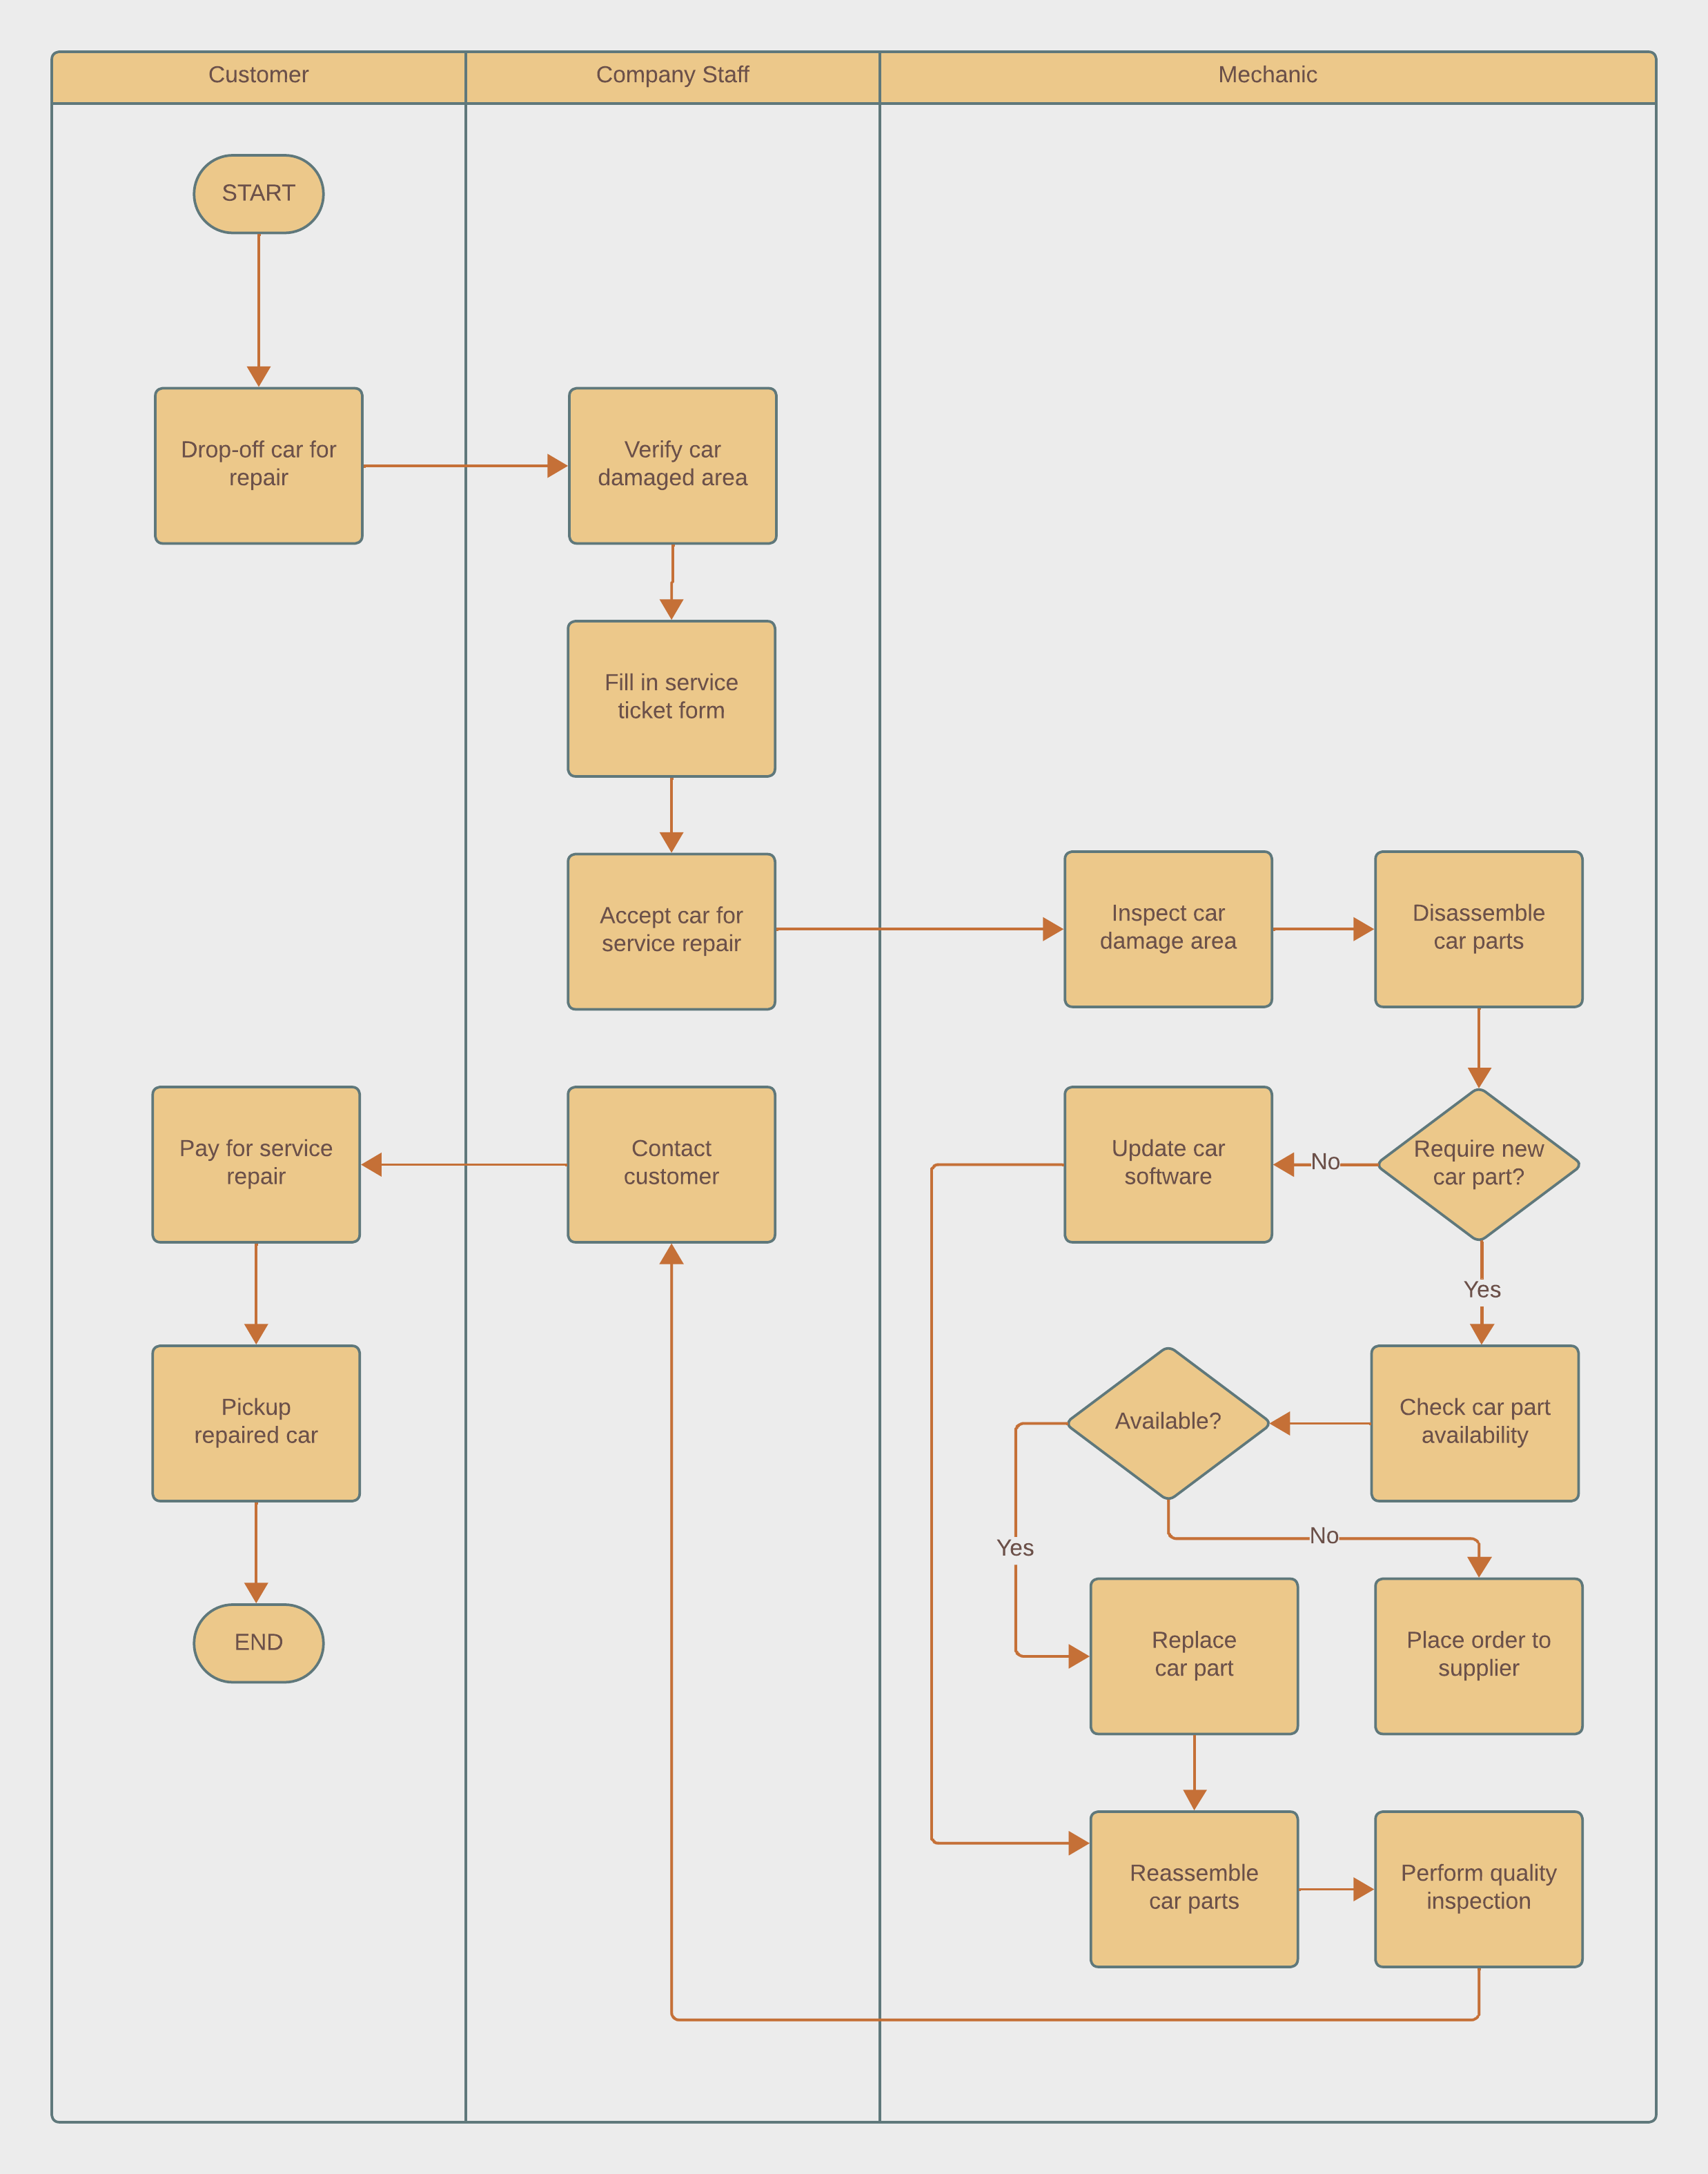 Customer
Company Staff
Mechanic
START
Drop-off car for
repair
Verify car
damaged area
Fill in service
ticket form
Accept car for
service repair
Inspect car
damage area
Disassemble
car parts
Pay for service
repair
Contact
customer
Update car
software
No
Require new
car part?
Yes
Pickup
repaired car
Available?
Check car part
availability
Yes
No
END
Replace
car part
Place order to
supplier
Reassemble
car parts
Perform quality
inspection